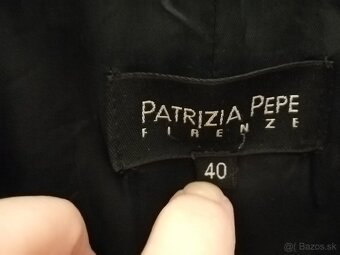 PATRIZIA PEPE
FIRENZE
40
@ Bazos.sk